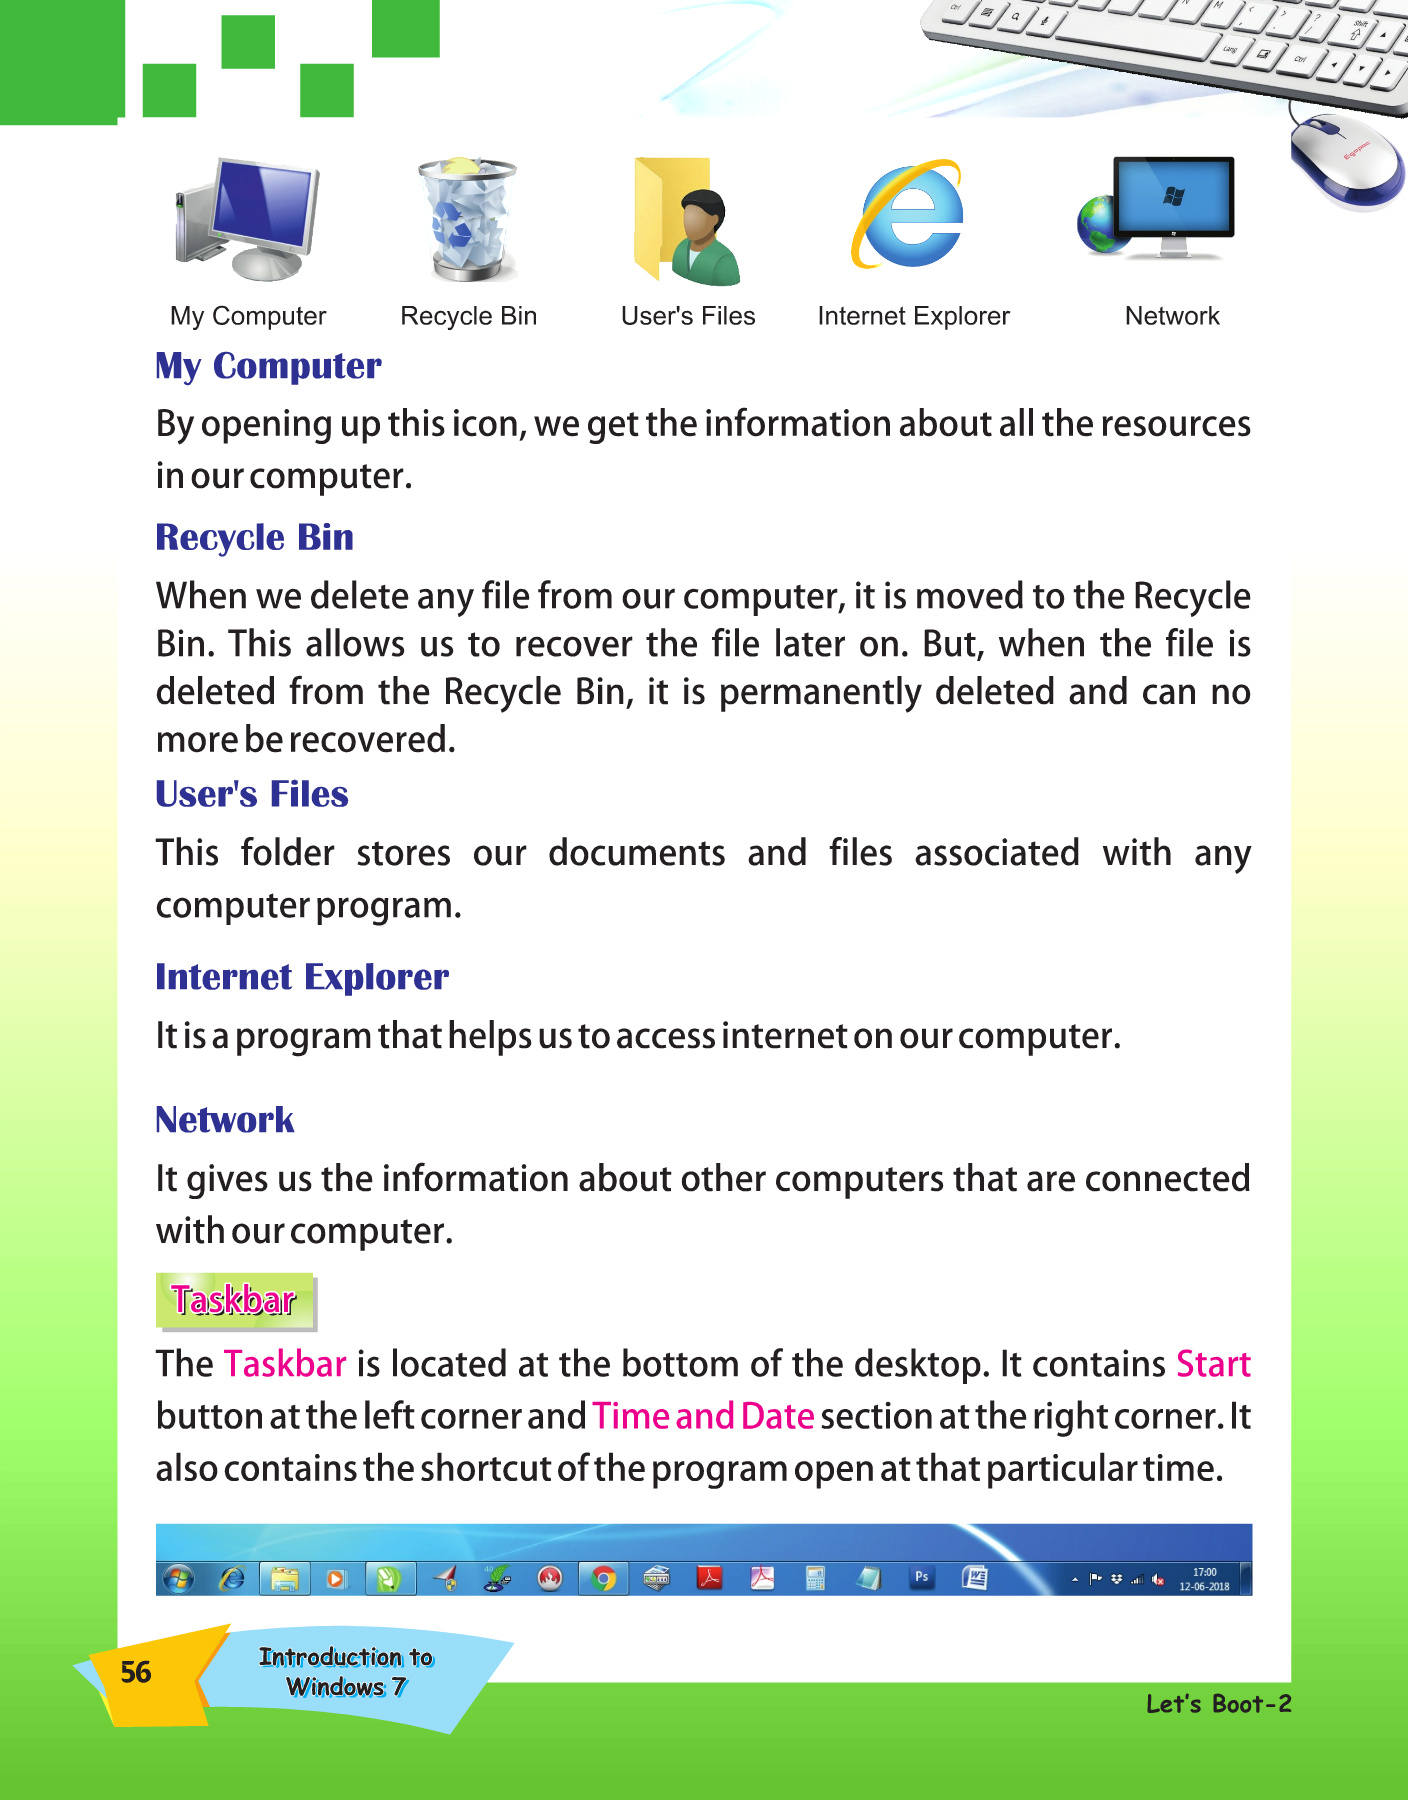 My Computer
Recycle Bin
User's Files
Internet Explorer
Network
My Computer
By opening up this icon, we get the information about all the resources
in our computer.
Recycle Bin
When we delete any file from our computer, it is moved to the Recycle
Bin. This allows us to recover the file later on. But, when the file is
deleted from the Recycle Bin, it is permanently deleted and can no
more be recovered.
User's Files
This folder stores our documents and files associated with any
computer program.
Internet Explorer
It is a program that helps us to access internet on our computer.
Network
It gives us the information about other computers that are connected
with our computer.
Taskbar
The Taskbar is located at the bottom of the desktop. It contains Start
button at the left corner and Time and Date section at the right corner. It
also contains the shortcut of the program open at that particular time.
Ps
17:00
12-06-2018
56
Introduction to
Windows 7
Let's Boot-2